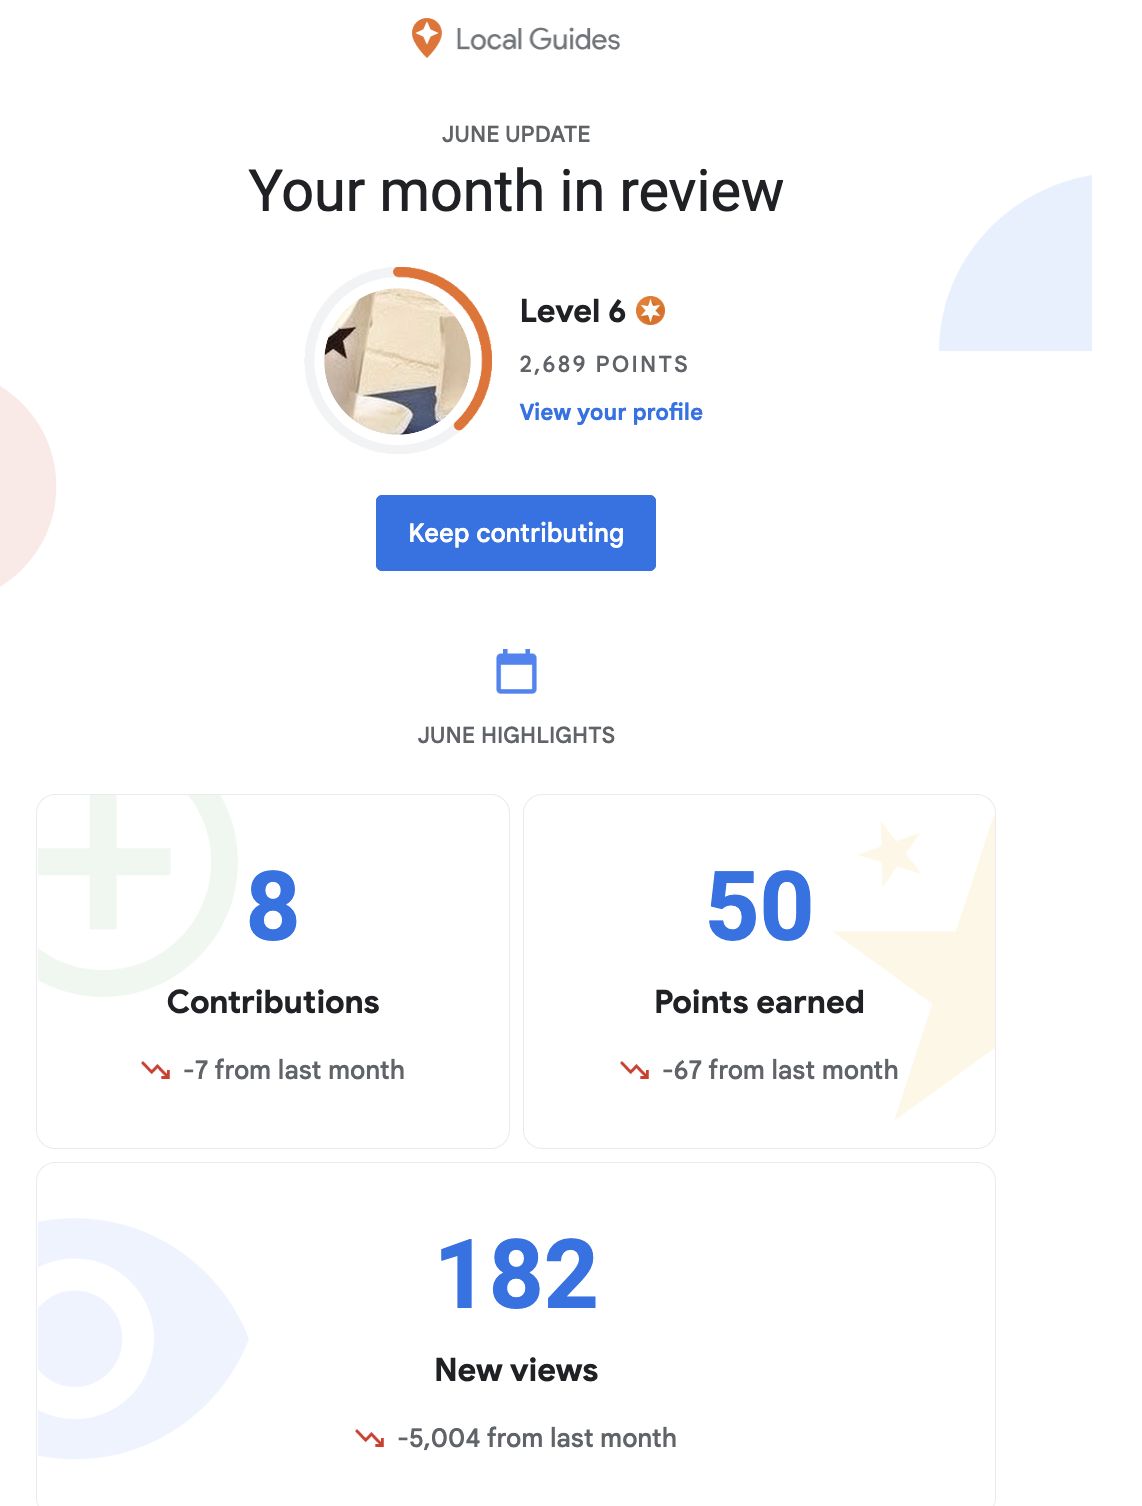 Local Guides
JUNE UPDATE
Your month in review
Level 6
2,689 POINTS
View your profile
Keep contributing
JUNE HIGHLIGHTS
8
Contributions
-7 from last month
50
Points earned
-67 from last month
182
New views
-5,004 from last month